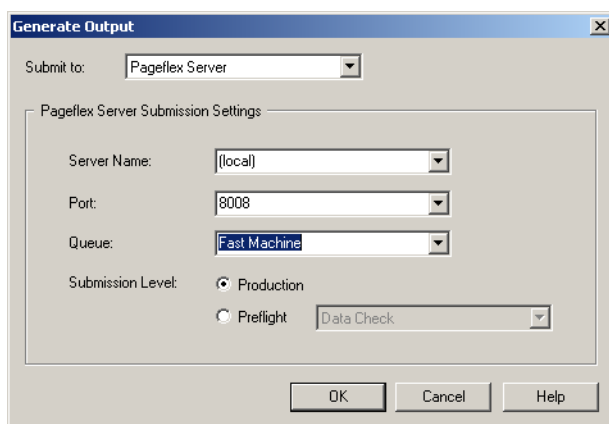 Generate Output
Submit to: Pageflex Server
Pageflex Server Submission Settings
Server Name: (local)
Port: 8008
Queue: Fast Machine
Submission Level: Production
Preflight Data Check
OK Cancel Help